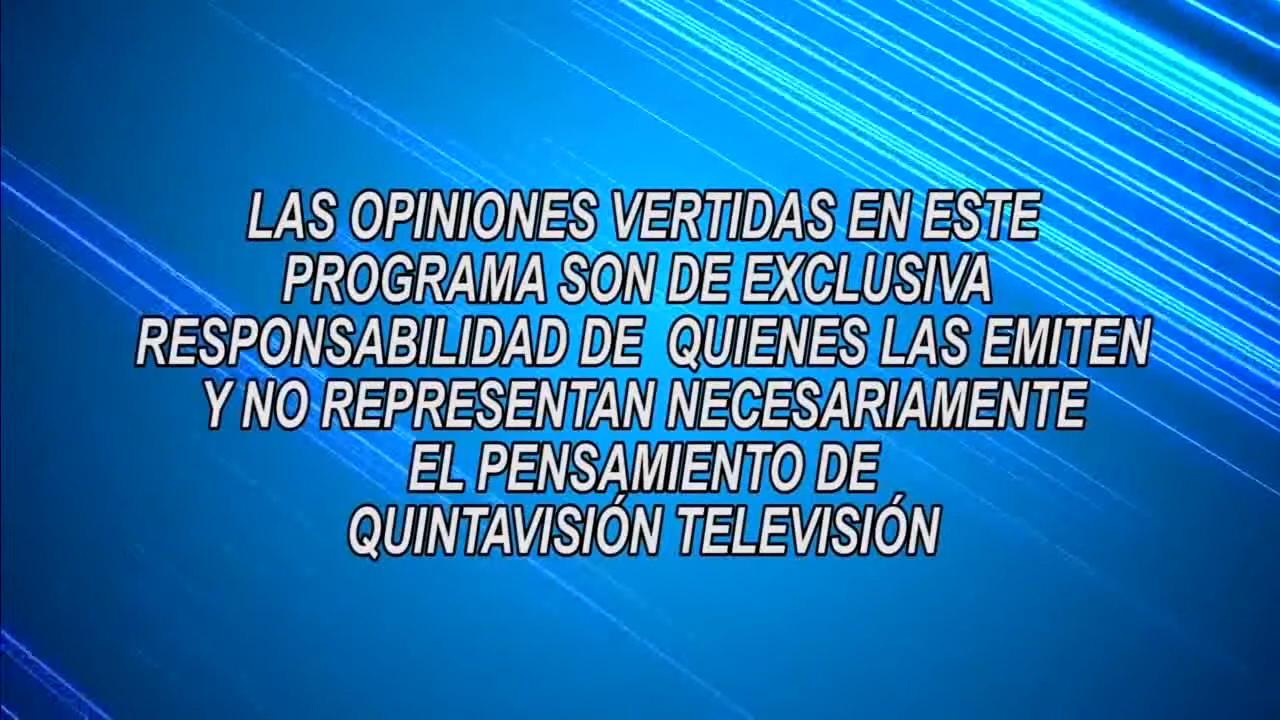 LAS OPINIONES VERTIDAS EN ESTE
PROGRAMA SON DE EXCLUSIVA
RESPONSABILIDAD DE QUIENES LAS EMITEN
Y NO REPRESENTAN NECESARIAMENTE
EL PENSAMIENTO DE
QUINTAVISIÓN TELEVISIÓN